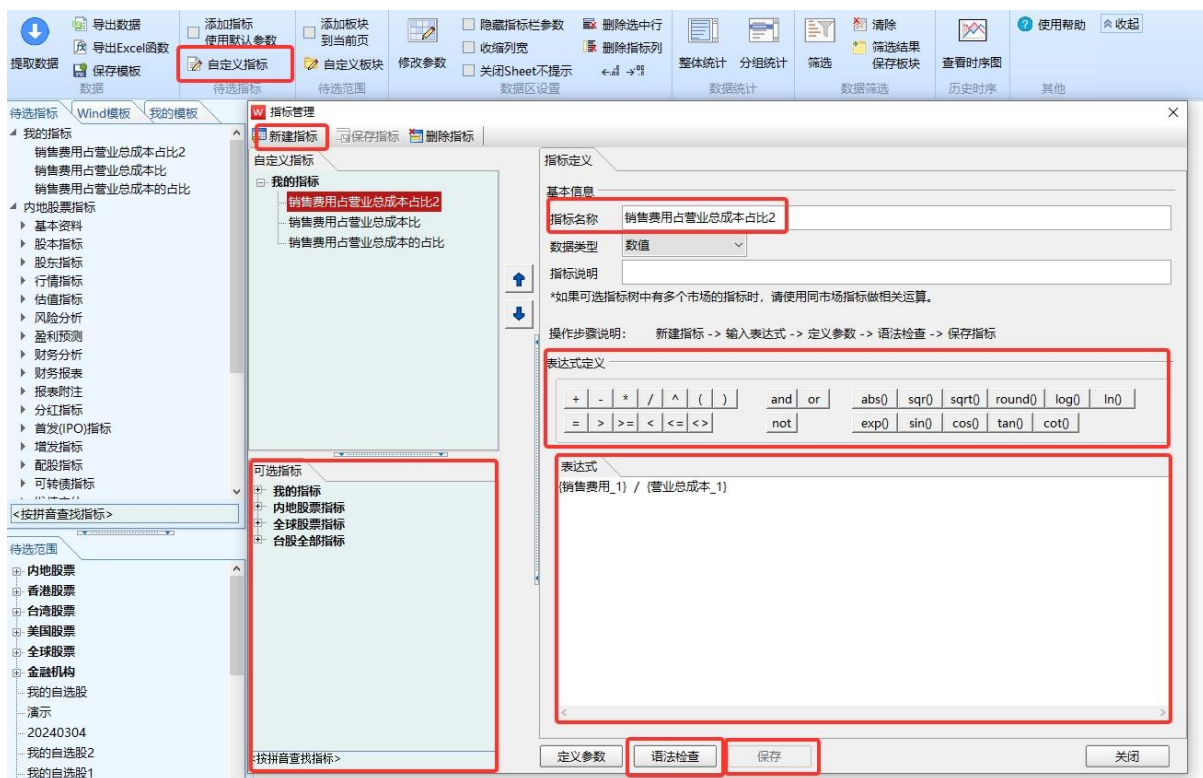 导出数据
导出Excel函数
保存模板
提取数据
数据
添加指标
使用默认参数
自定义指标
待选指标
添加板块
到当前页
自定义板块
待选范围
修改参数
隐藏指标栏参数
收缩列宽
关闭Sheet不提示
删除选中行
删除指标列
数据区设置
整体统计
分组统计
数据统计
筛选
清除
筛选结果
保存板块
数据筛选
查看时序图
历史时序
使用帮助
收起
其他
待选指标 Wind模板 我的模板
我的指标
销售费用占营业总成本占比2
销售费用占营业总成本比
销售费用占营业总成本的占比
内地股票指标
基本资料
股本指标
股东指标
行情指标
估值指标
风险分析
盈利预测
财务分析
财务报表
报表附注
分红指标
首发(IPO)指标
增发指标
配股指标
可转债指标
<按拼音查找指标>
待选范围
内地股票
香港股票
台湾股票
美国股票
全球股票
金融机构
我的自选股
演示
20240304
我的自选股2
我的自选股1
W 指标管理
新建指标 保存指标 删除指标
自定义指标
我的指标
销售费用占营业总成本占比2
销售费用占营业总成本比
销售费用占营业总成本的占比
可选指标
我的指标
内地股票指标
全球股票指标
台股全部指标
<按拼音查找指标>
指标定义
基本信息
指标名称 销售费用占营业总成本占比2
数据类型 数值
指标说明
*如果可选指标树中有多个市场的指标时，请使用同市场指标做相关运算。
操作步骤说明： 新建指标 -> 输入表达式 -> 定义参数 -> 语法检查 -> 保存指标
表达式定义
+ - * / ^ ( ) and or abs() sqr() sqrt() round() log() ln()
= > >= < <= <> not exp() sin() cos() tan() cot()
表达式
{销售费用_1} / {营业总成本_1}
定义参数 语法检查 保存 关闭